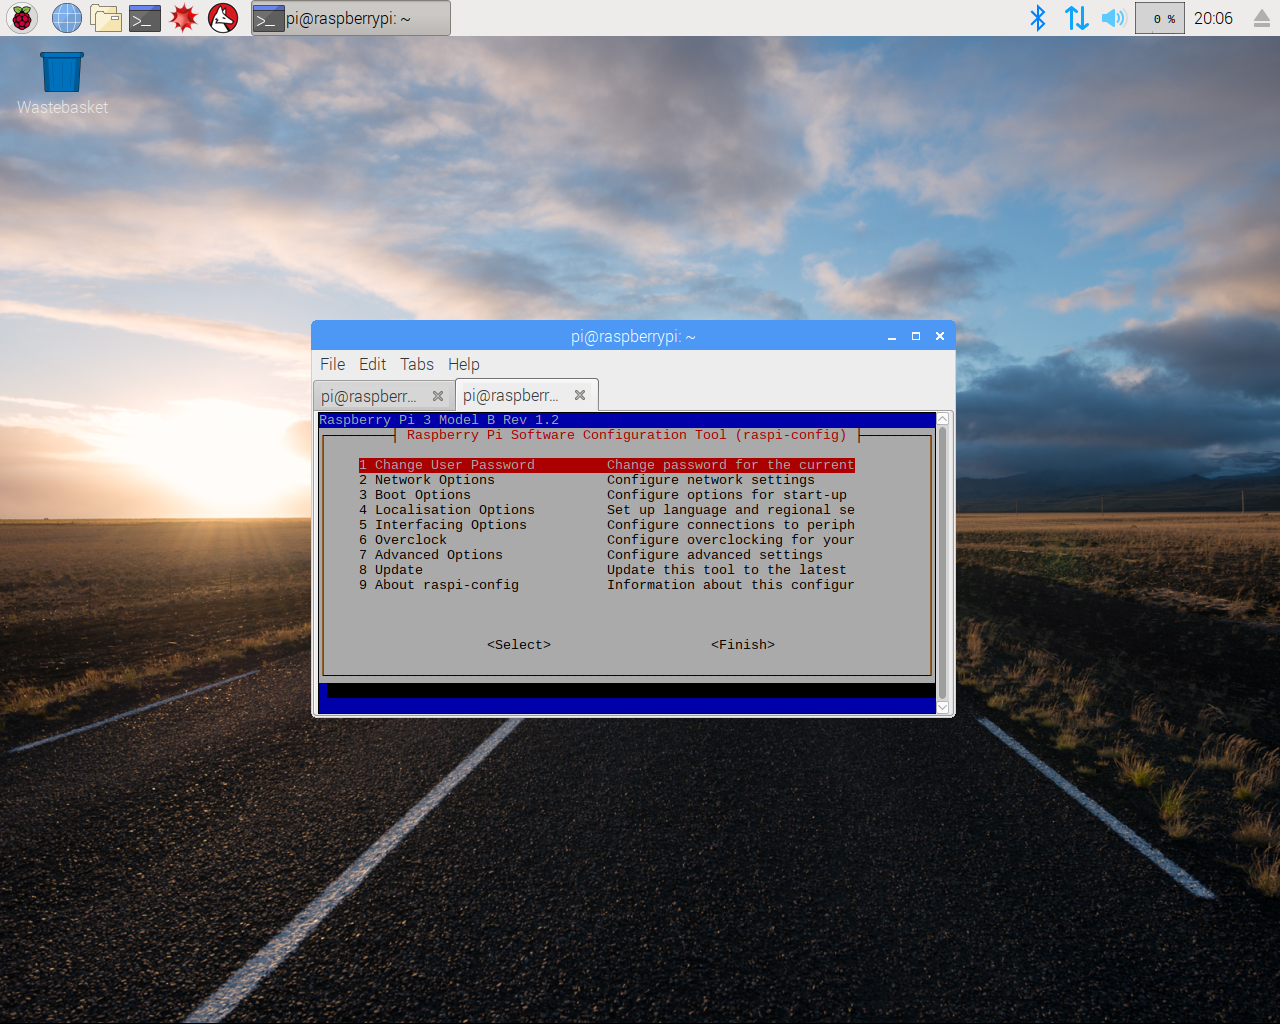 pi@raspberrypi: ~
0 %
20:06
Wastebasket
pi@raspberrypi: ~
File Edit Tabs Help
pi@raspberr...
pi@raspberr...
Raspberry Pi 3 Model B Rev 1.2
Raspberry Pi Software Configuration Tool (raspi-config)
1 Change User Password Change password for the current
2 Network Options Configure network settings
3 Boot Options Configure options for start-up
4 Localisation Options Set up language and regional se
5 Interfacing Options Configure connections to periph
6 Overclock Configure overclocking for your
7 Advanced Options Configure advanced settings
8 Update Update this tool to the latest
9 About raspi-config Information about this configur
<Select> <Finish>